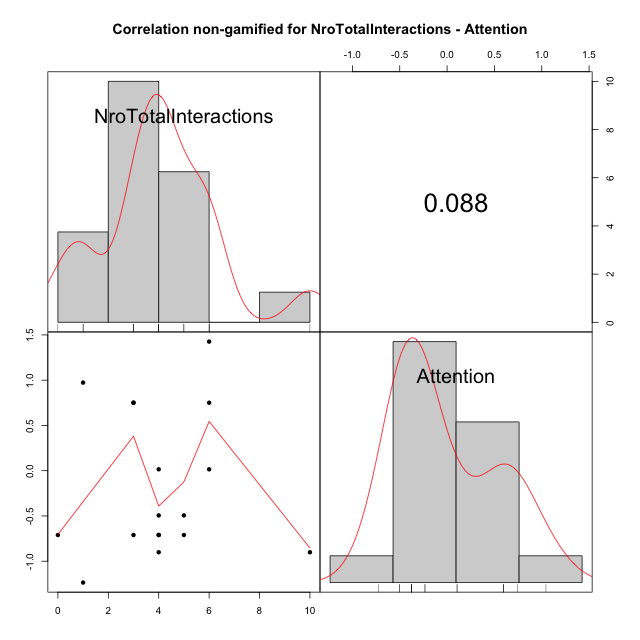 Correlation non-gamified for NroTotalInteractions - Attention
-1.0 -0.5 0.0 0.5 1.0 1.5
NroTotalInteractions
0.088
0 2 4 6 8 10
-1.0 -0.5 0.0 0.5 1.0 1.5
Attention
0 2 4 6 8 10